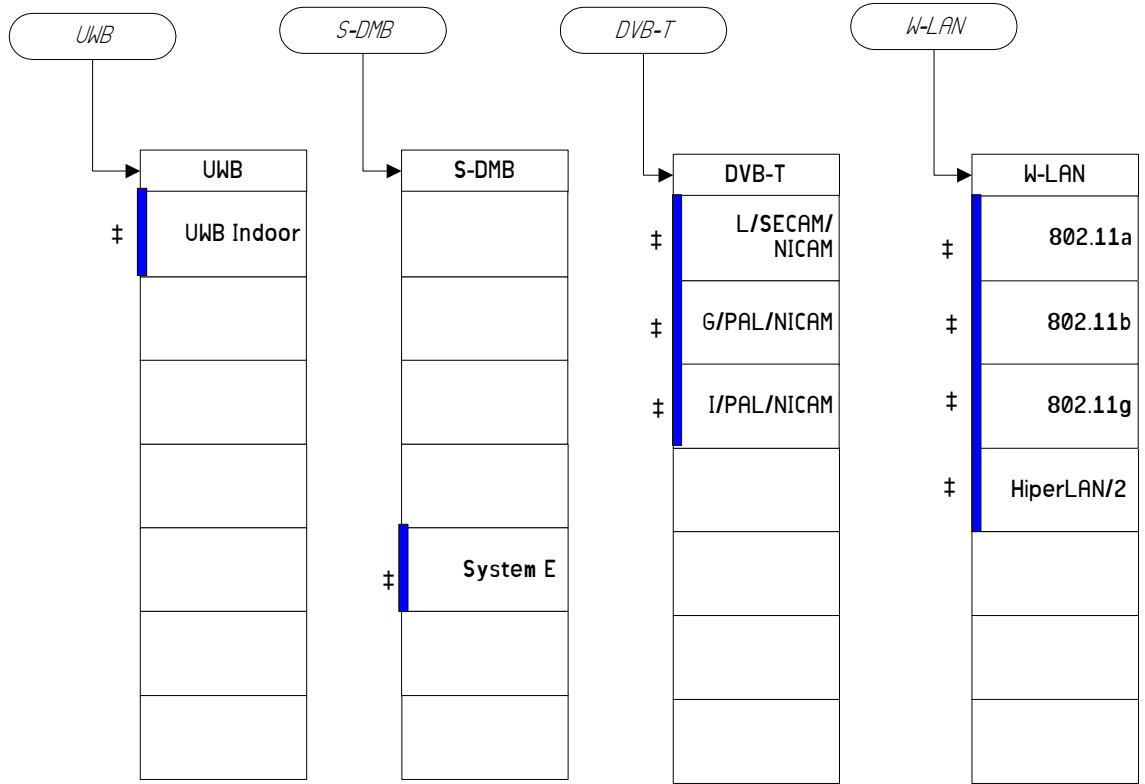 UWB
S-DMB
DVB-T
W-LAN
UWB
‡ UWB Indoor
S-DMB
‡ System E
DVB-T
‡ L/SECAM/
NICAM
‡ G/PAL/NICAM
‡ I/PAL/NICAM
W-LAN
‡ 802.11a
‡ 802.11b
‡ 802.11g
‡ HiperLAN/2